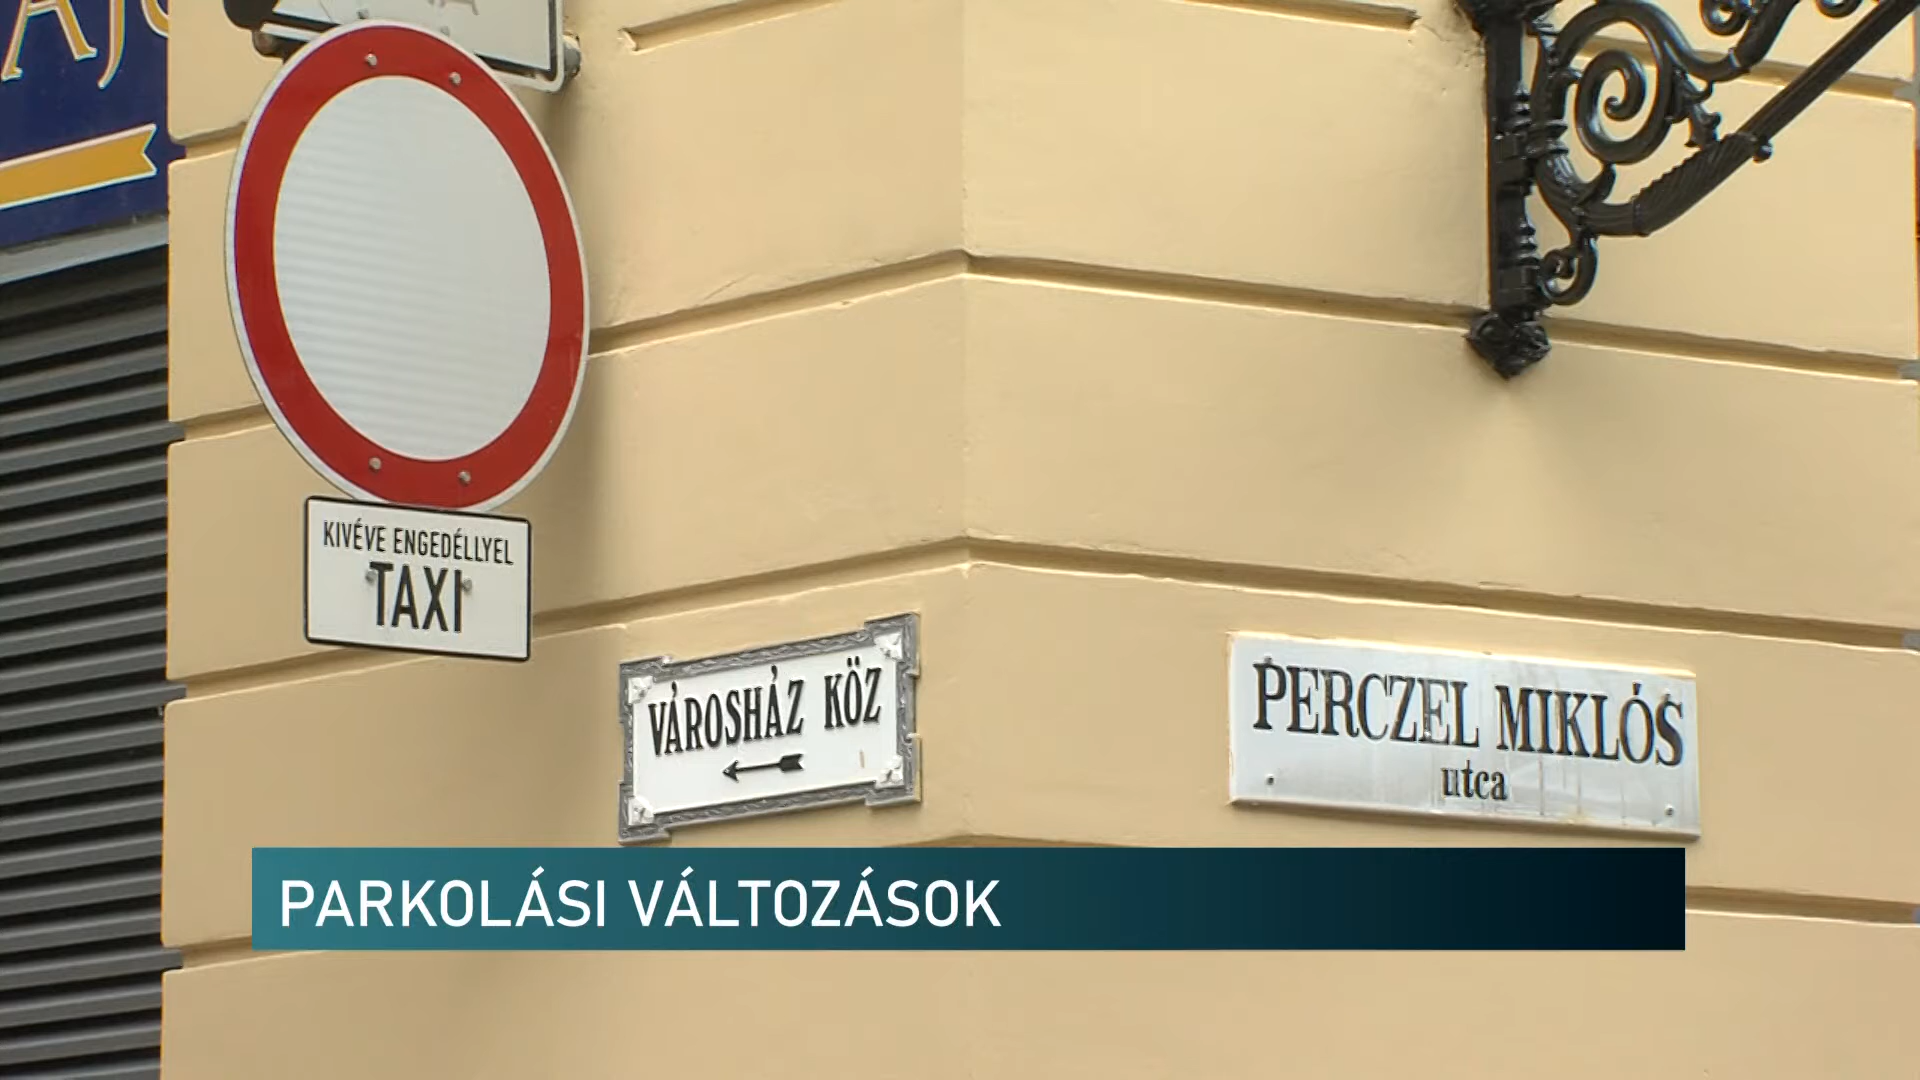 KIVÉVE ENGEDÉLLYEL
TAXI
VÁROSHÁZ KÖZ
PERCZEL MIKLÓS
utca
PARKOLÁSI VÁLTOZÁSOK